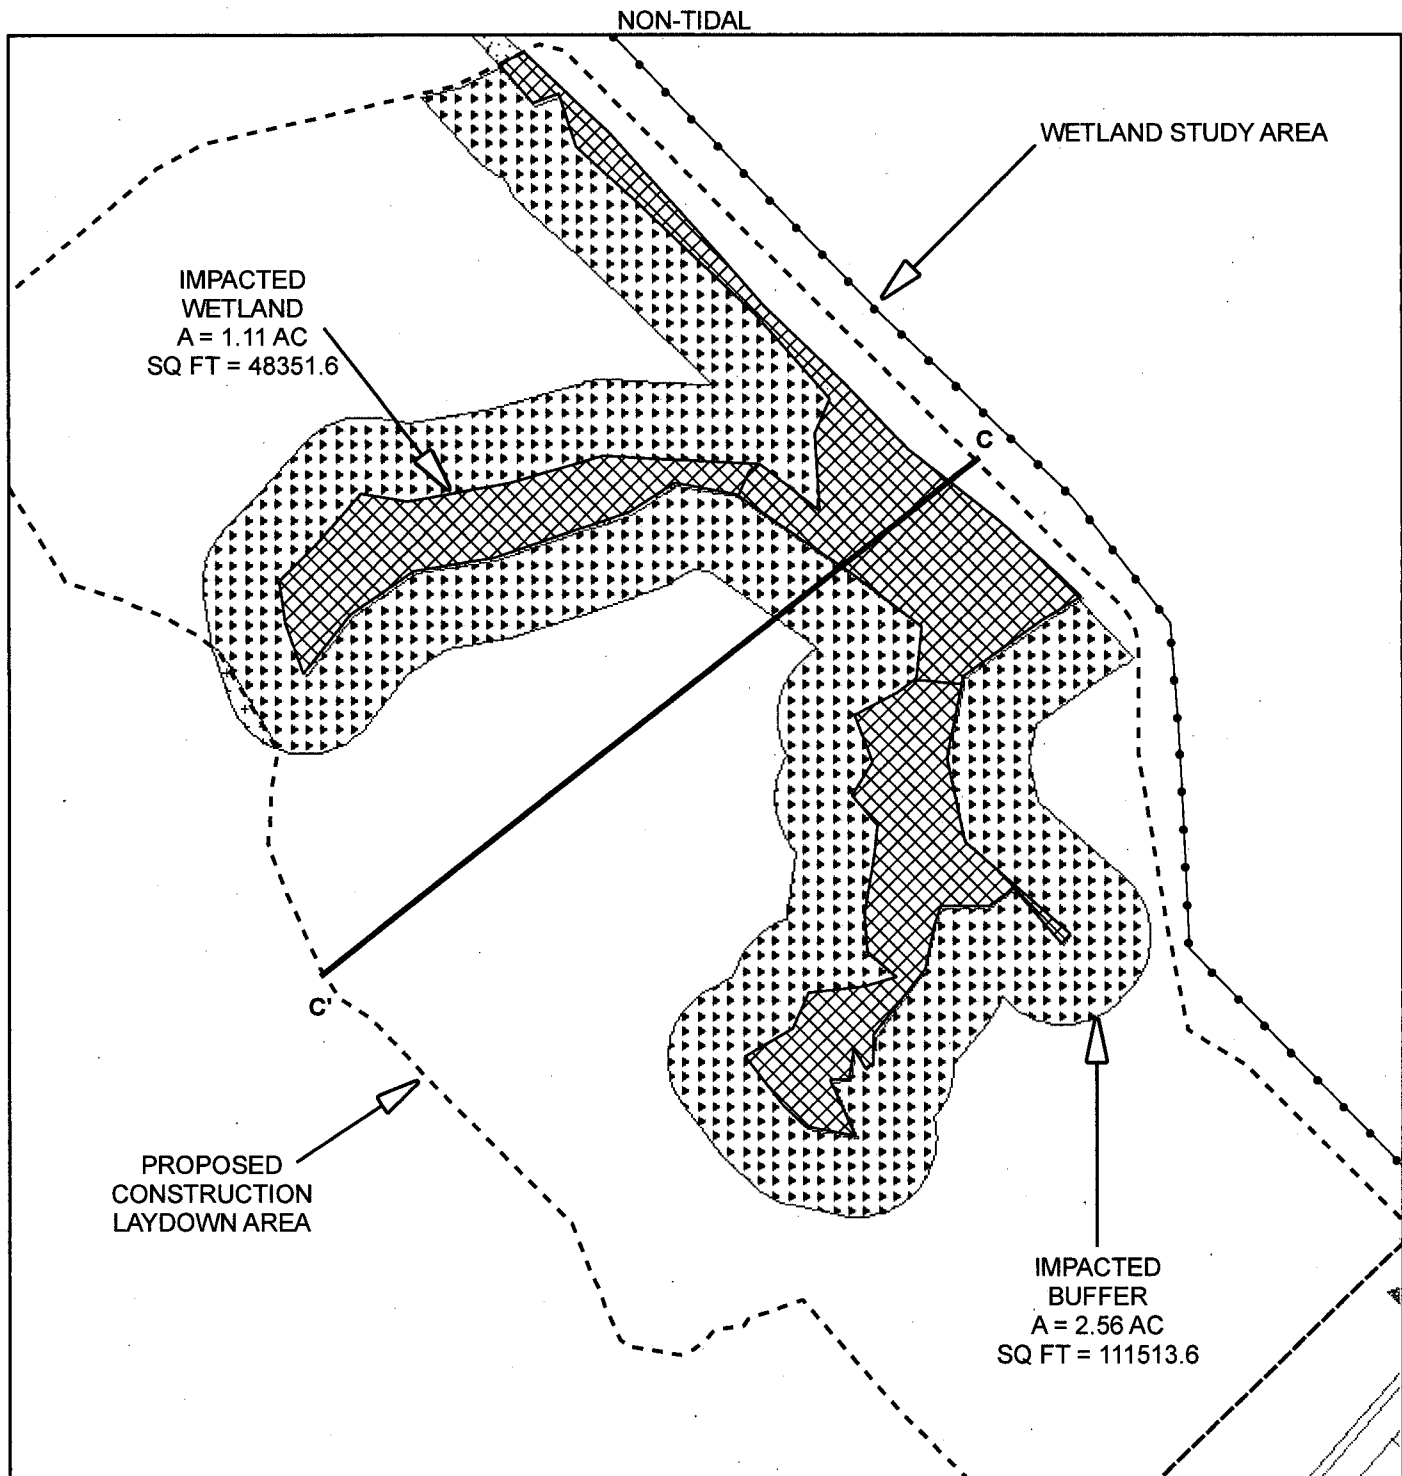 NON-TIDAL
WETLAND STUDY AREA
IMPACTED
WETLAND
A = 1.11 AC
SQ FT = 48351.6
C
C'
PROPOSED
CONSTRUCTION
LAYDOWN AREA
IMPACTED
BUFFER
A = 2.56 AC
SQ FT = 111513.6